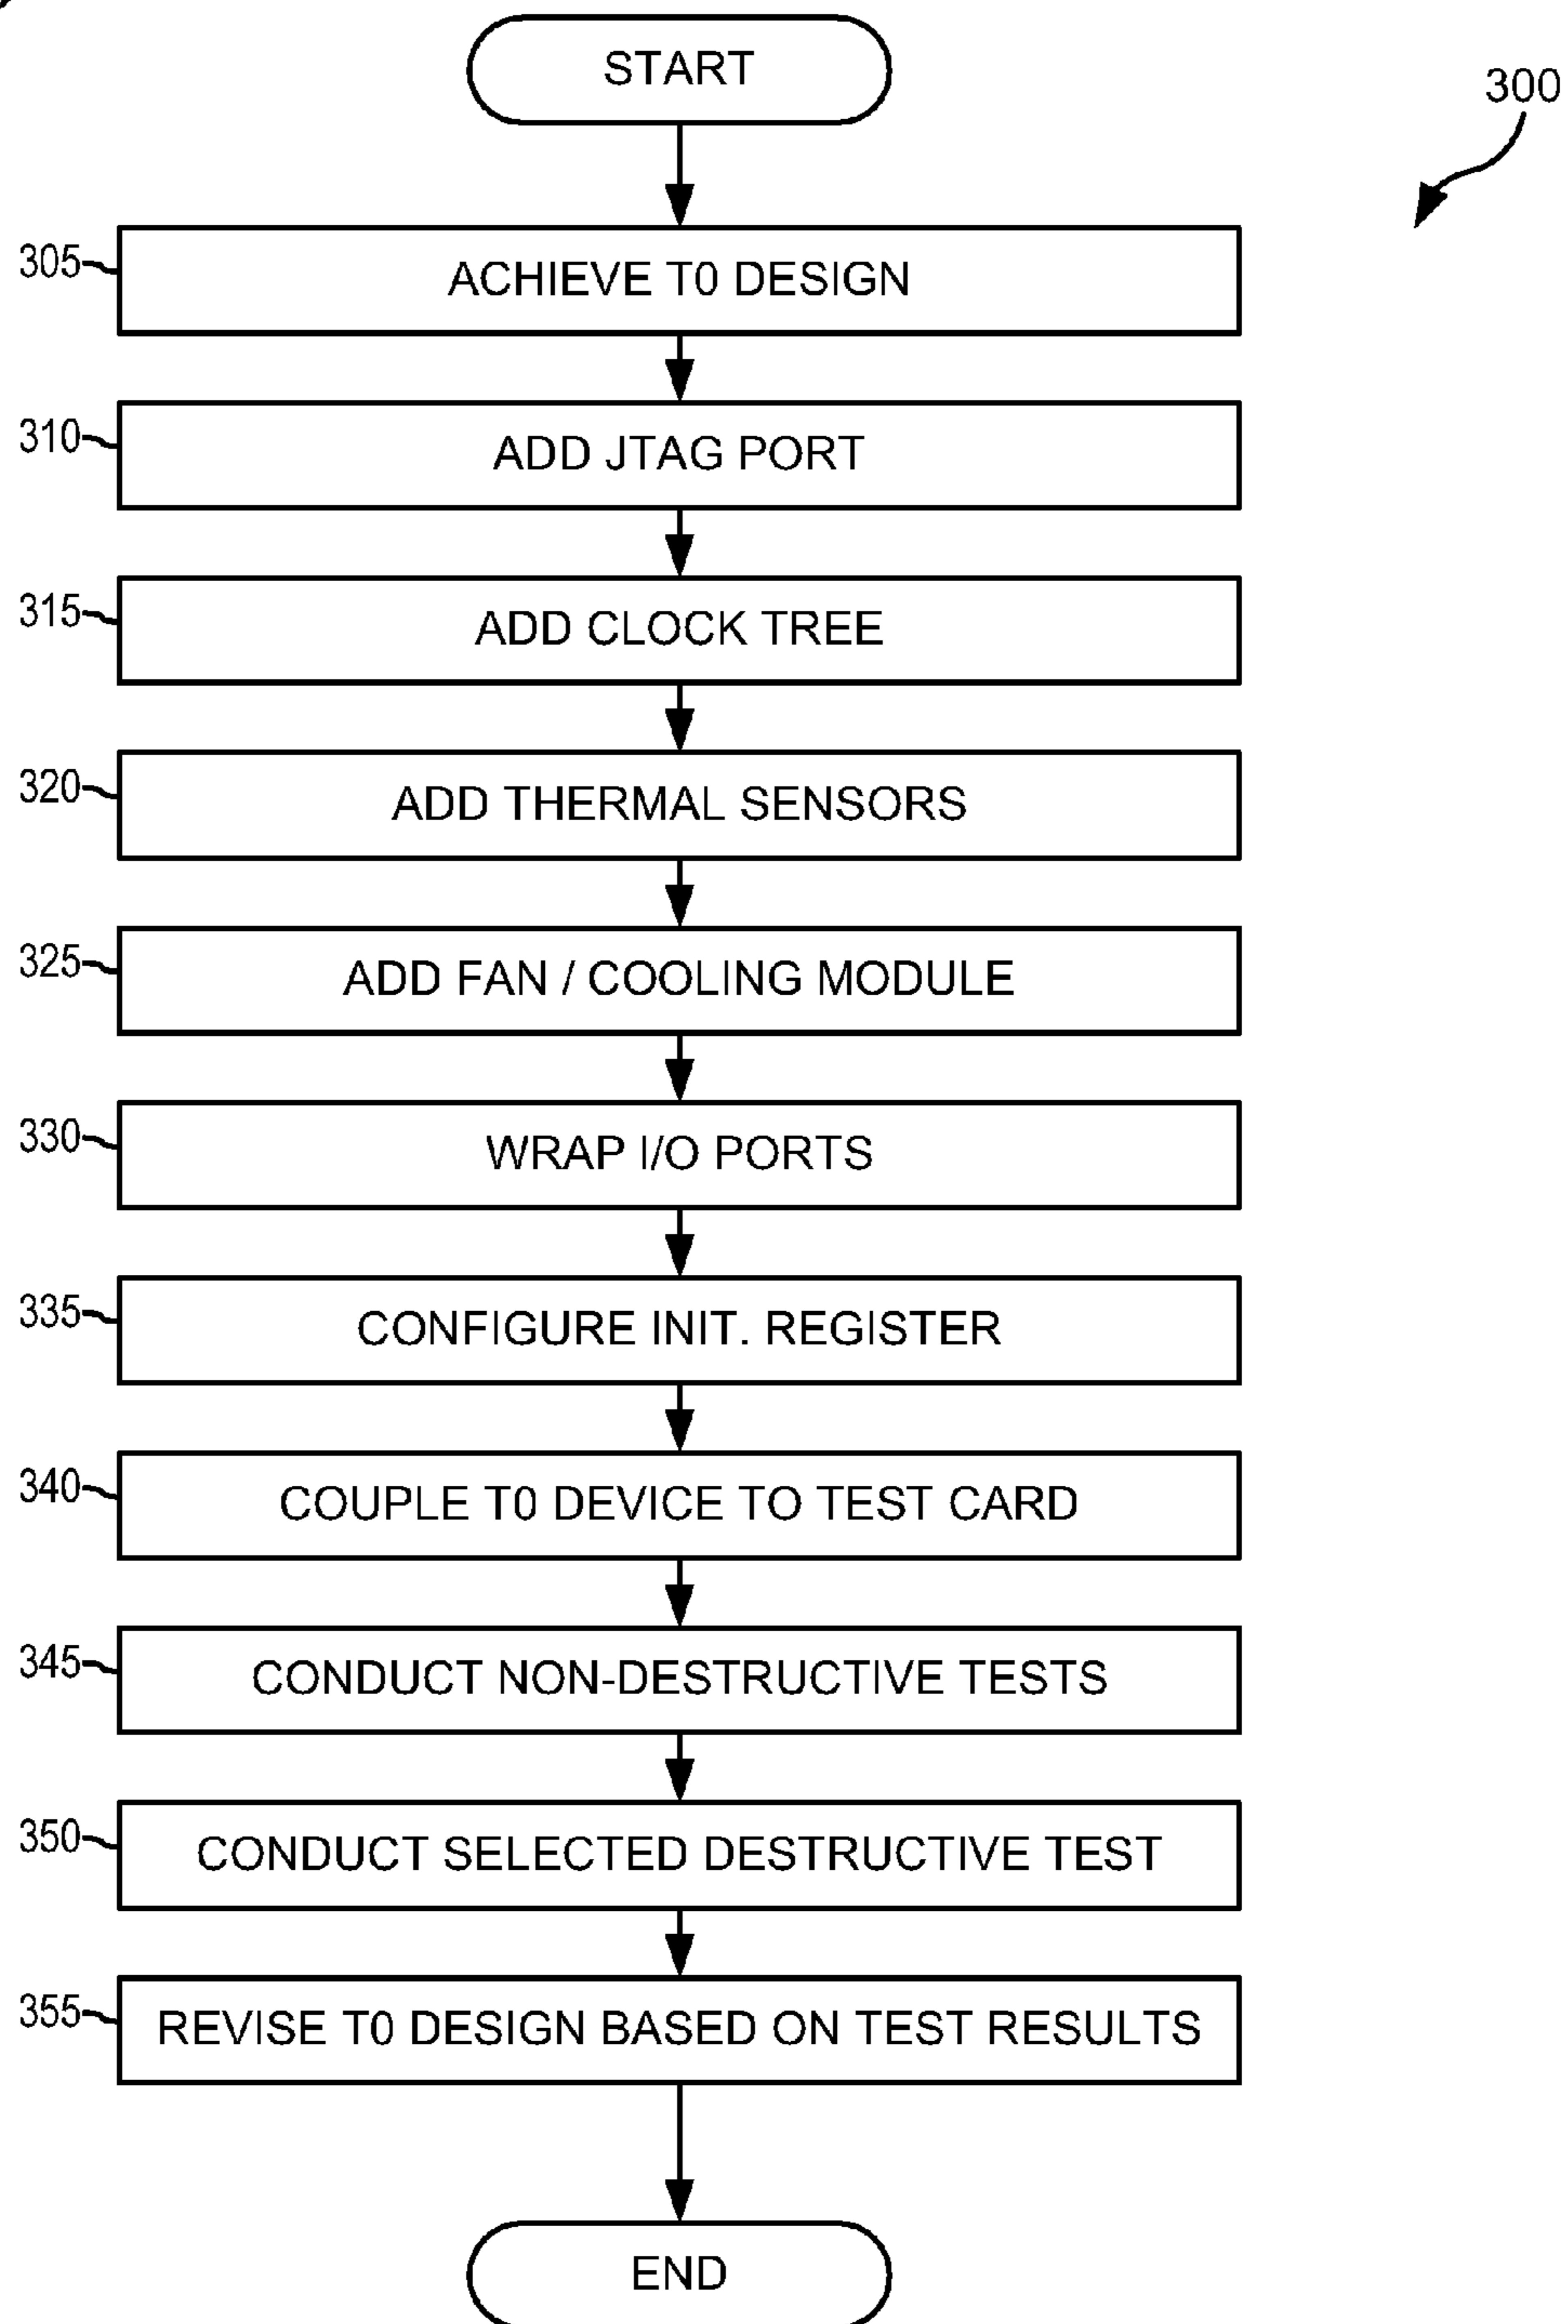 START
300
305
ACHIEVE T0 DESIGN
310
ADD JTAG PORT
315
ADD CLOCK TREE
320
ADD THERMAL SENSORS
325
ADD FAN / COOLING MODULE
330
WRAP I/O PORTS
335
CONFIGURE INIT. REGISTER
340
COUPLE T0 DEVICE TO TEST CARD
345
CONDUCT NON-DESTRUCTIVE TESTS
350
CONDUCT SELECTED DESTRUCTIVE TEST
355
REVISE T0 DESIGN BASED ON TEST RESULTS
END